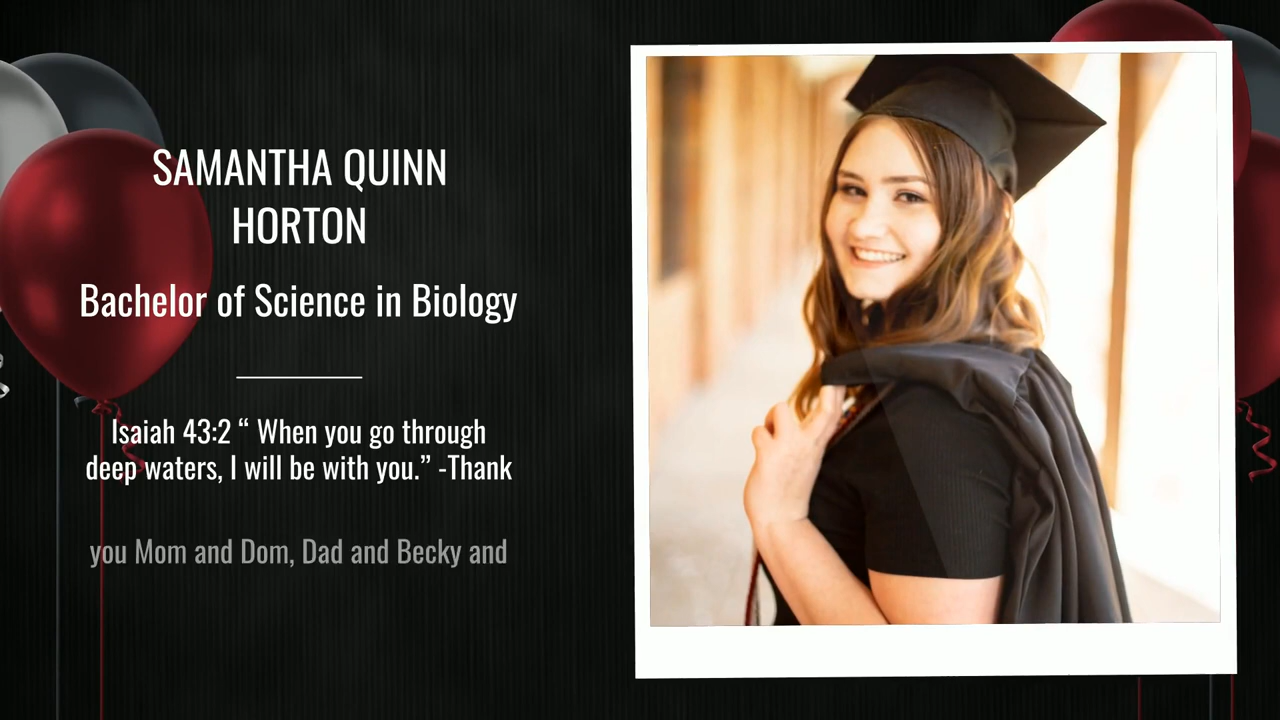 SAMANTHA QUINN
HORTON
Bachelor of Science in Biology
Isaiah 43:2 “ When you go through
deep waters, I will be with you.” -Thank
you Mom and Dom, Dad and Becky and